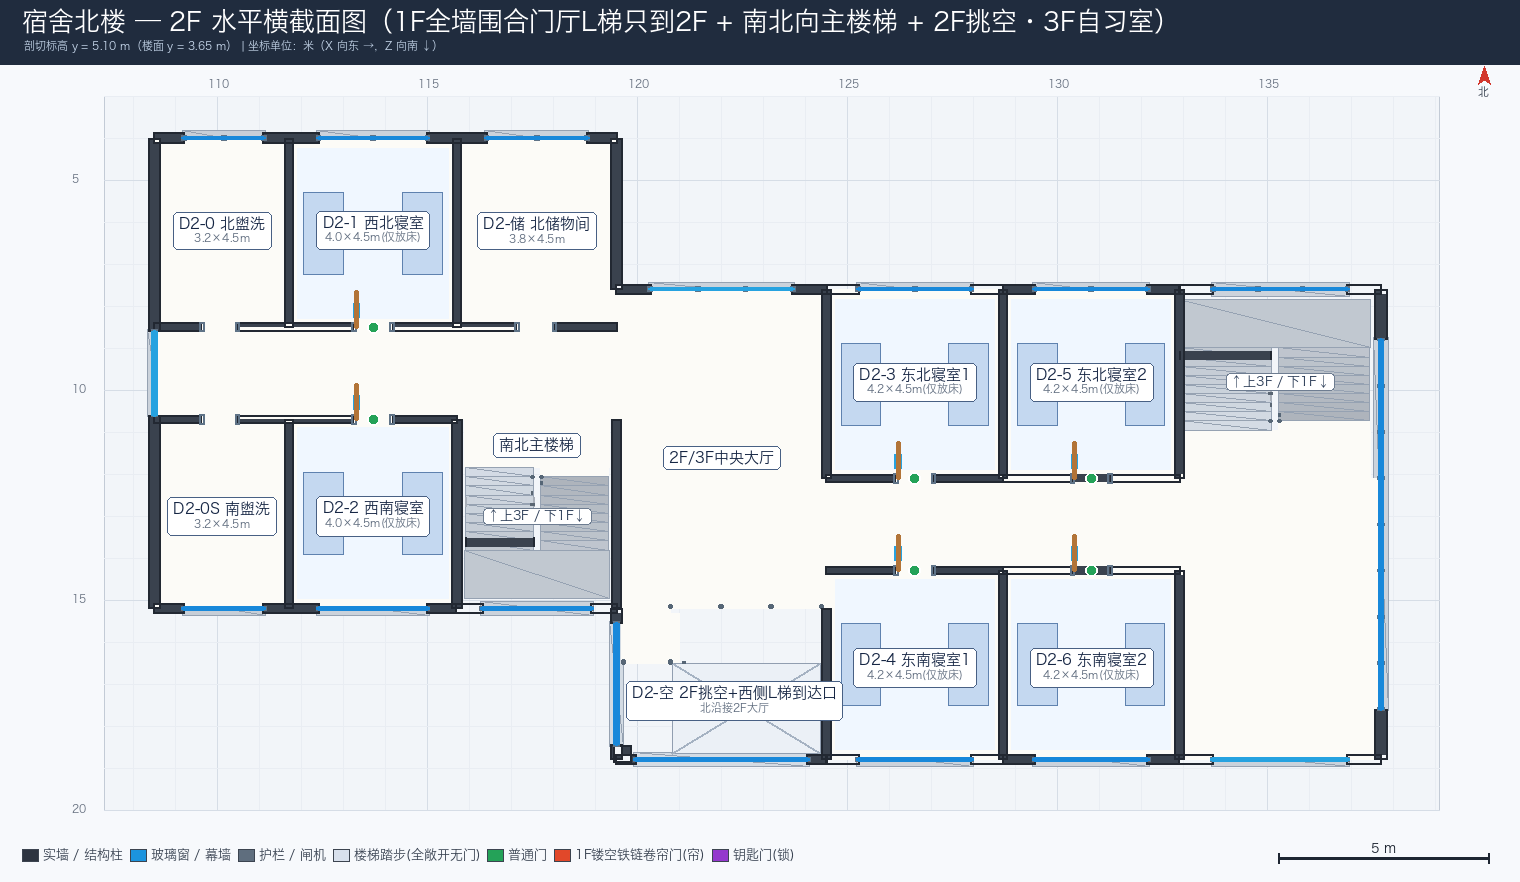 宿舍北楼 — 2F 水平横截面图（1F全墙围合门厅L梯只到2F + 南北向主楼梯 + 2F挑空·3F自习室）
剖切标高 y = 5.10 m（楼面 y = 3.65 m） | 坐标单位：米（X 向东 →，Z 向南 ↓）
110
115
120
125
130
135
北
5
10
15
20
D2-0 北盥洗
3.2×4.5m
D2-1 西北寝室
4.0×4.5m(仅放床)
D2-储 北储物间
3.8×4.5m
D2-3 东北寝室1
4.2×4.5m(仅放床)
D2-5 东北寝室2
4.2×4.5m(仅放床)
↑上3F / 下1F↓
南北主楼梯
2F/3F中央大厅
D2-0S 南盥洗
3.2×4.5m
D2-2 西南寝室
4.0×4.5m(仅放床)
↑上3F / 下1F↓
D2-4 东南寝室1
4.2×4.5m(仅放床)
D2-6 东南寝室2
4.2×4.5m(仅放床)
D2-空 2F挑空+西侧L梯到达口
北沿接2F大厅
实墙 / 结构柱
玻璃窗 / 幕墙
护栏 / 闸机
楼梯踏步(全敞开无门)
普通门
1F镂空铁链卷帘门(帘)
钥匙门(锁)
5 m